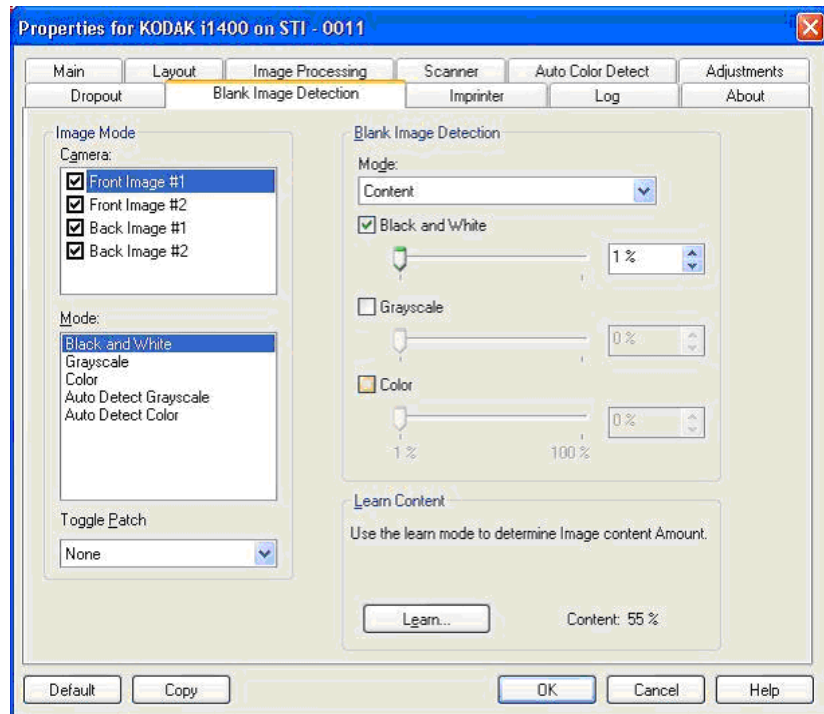 Properties for KODAK i1400 on STI - 0011
Main Layout Image Processing Scanner Auto Color Detect Adjustments
Dropout Blank Image Detection Imprinter Log About
Image Mode
Camera:
Front Image #1
Front Image #2
Back Image #1
Back Image #2
Mode:
Black and White
Grayscale
Color
Auto Detect Grayscale
Auto Detect Color
Toggle Patch
None
Blank Image Detection
Mode:
Content
Black and White
1 %
Grayscale
0 %
Color
0 %
1 % 100 %
Learn Content
Use the learn mode to determine Image content Amount.
Learn... Content: 55 %
Default Copy OK Cancel Help